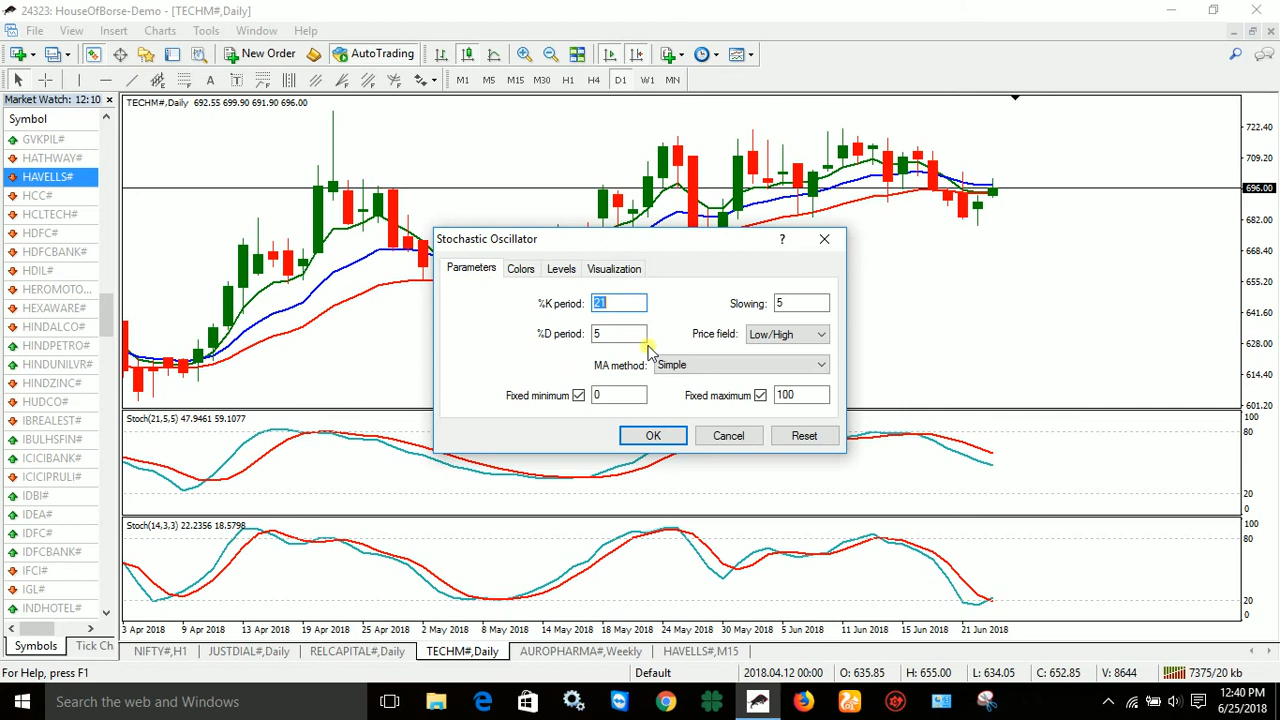 24323: HouseOfBorse-Demo - [TECHM#,Daily]
File View Insert Charts Tools Window Help
New Order AutoTrading
M1 M5 M15 M30 H1 H4 D1 W1 MN
Market Watch: 12:10
Symbol
GVKPIL#
HATHWAY#
HAVELLS#
HCC#
HCLTECH#
HDFC#
HDFCBANK#
HDIL#
HEROMOTO...
HEXAWARE#
HINDALCO#
HINDPETRO#
HINDUNILVR#
HINDZINC#
HUDCO#
IBREALEST#
IBULHSFIN#
ICICIBANK#
ICICIPRULI#
IDBI#
IDEA#
IDFC#
IDFCBANK#
IFCI#
IGL#
INDHOTEL#
Symbols Tick Ch
TECHM#,Daily 692.55 699.90 691.90 696.00
722.40
709.20
696.00
682.00
668.40
654.80
641.60
628.00
614.40
601.20
Stochastic Oscillator ?
Parameters Colors Levels Visualization
%K period: 21 Slowing: 5
%D period: 5 Price field: Low/High
MA method: Simple
Fixed minimum 0 Fixed maximum 100
OK Cancel Reset
Stoch(21,5,5) 47.9461 59.1077
100
80
20
0
Stoch(14,3,3) 22.2356 18.5798
100
80
20
0
3 Apr 2018 9 Apr 2018 13 Apr 2018 19 Apr 2018 25 Apr 2018 2 May 2018 8 May 2018 14 May 2018 18 May 2018 24 May 2018 30 May 2018 5 Jun 2018 11 Jun 2018 15 Jun 2018 21 Jun 2018
NIFTY#,H1 JUSTDIAL#,Daily RELCAPITAL#,Daily TECHM#,Daily AUROPHARMA#,Weekly HAVELLS#,M15
For Help, press F1 Default 2018.04.12 00:00 O: 635.85 H: 655.00 L: 634.05 C: 652.85 V: 8644 7375/20 kb
Search the web and Windows
12:40 PM
6/25/2018